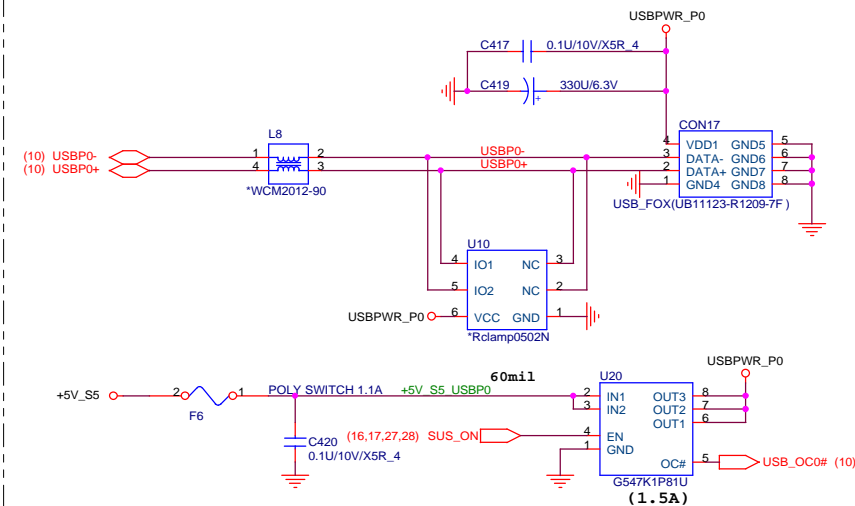 USBPWR_P0
C417 0.1U/10V/X5R_4
C419 330U/6.3V
+
CON17
L8
(10) USBP0- 1 2 USBP0- 3 DATA- GND6 6
4 VDD1 GND5 5
(10) USBP0+ 4 3 USBP0+ 2 DATA+ GND7 7
1 GND4 GND8 8
*WCM2012-90
USB_FOX(UB11123-R1209-7F)
U10
4 IO1 NC 3
5 IO2 NC 2
USBPWR_P0 6 VCC GND 1
*Rclamp0502N
60mil
U20
USBPWR_P0
+5V_S5 2 1 POLY SWITCH 1.1A +5V_S5_USBP0 2 IN1 OUT3 8
3 IN2 OUT2 7
OUT1 6
F6
(16,17,27,28) SUS_ON 4 EN
1 GND
C420
0.1U/10V/X5R_4
OC# 5 USB_OC0# (10)
G547K1P81U
(1.5A)